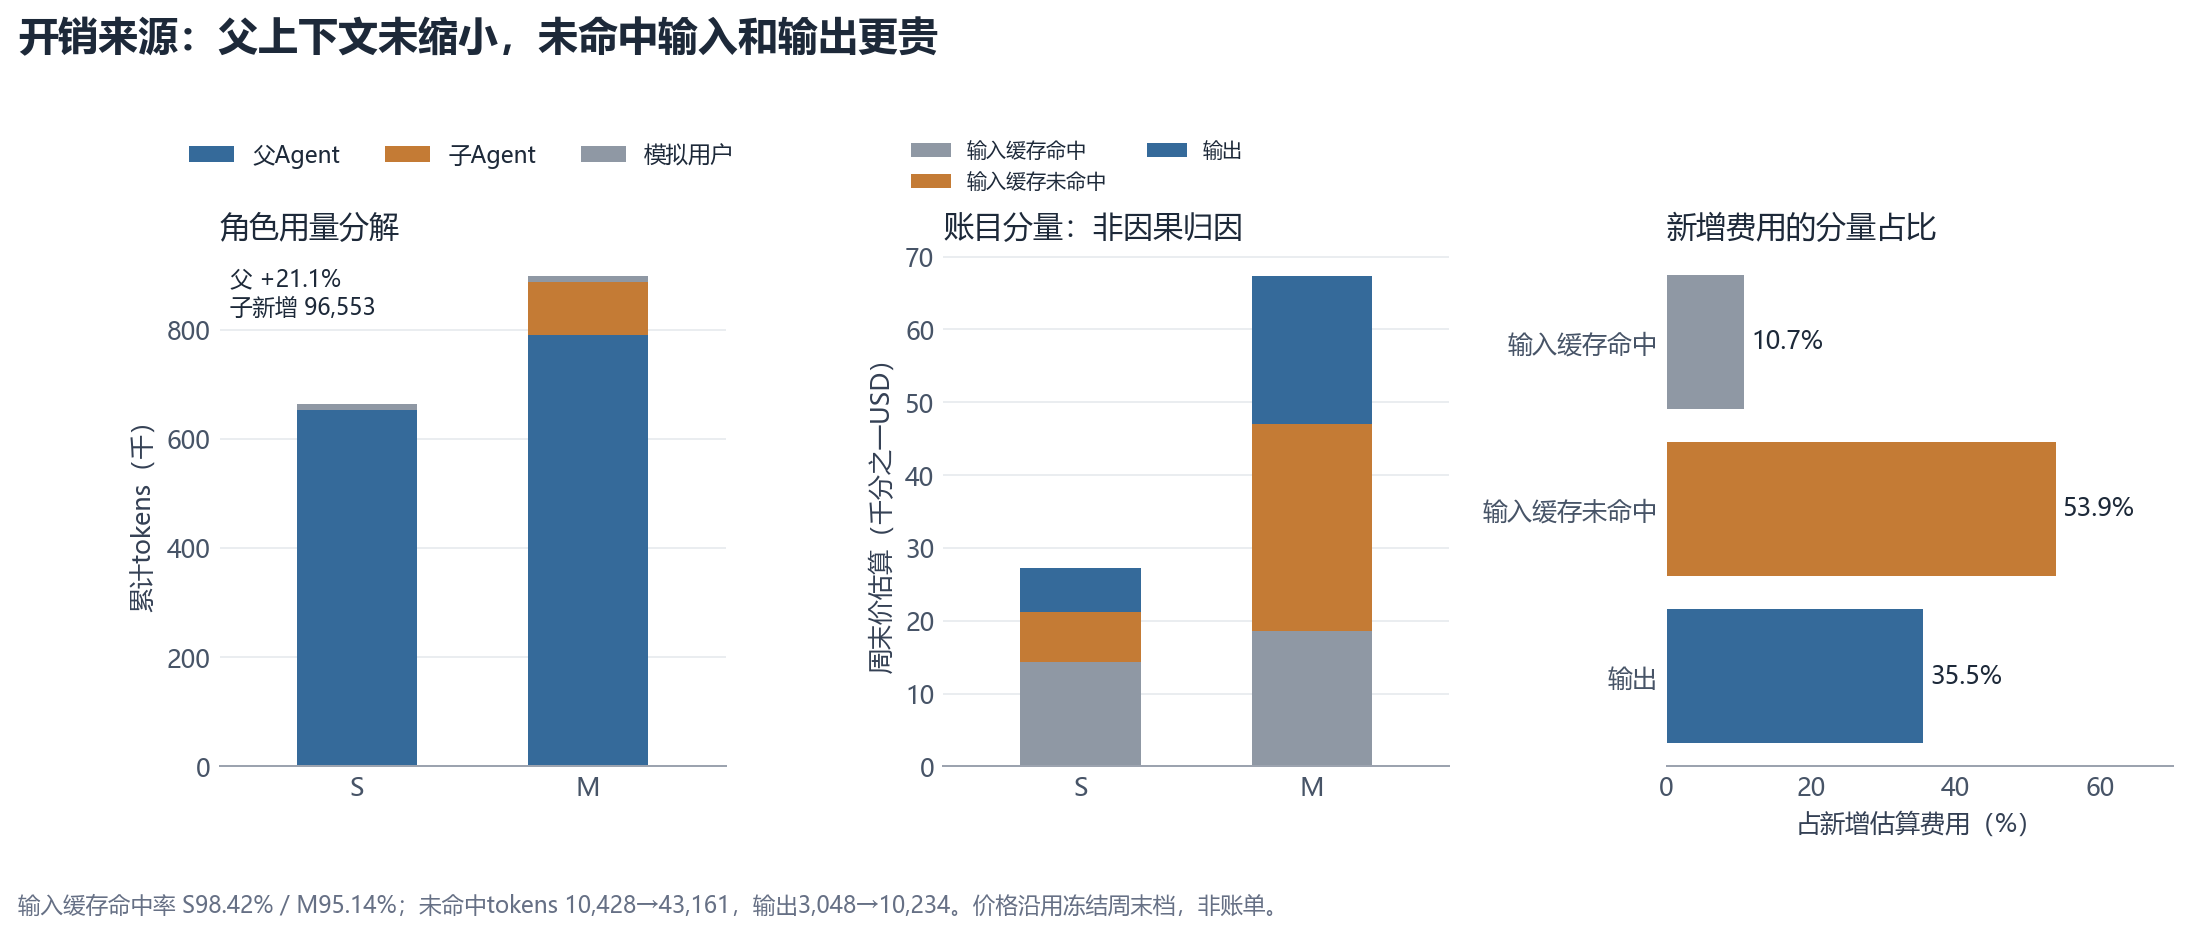 开销来源：父上下文未缩小，未命中输入和输出更贵
父Agent
子Agent
模拟用户
角色用量分解
父 +21.1%
子新增 96,553
累计tokens（千）
800
600
400
200
0
S
M
输入缓存命中
输出
输入缓存未命中
账目分量：非因果归因
周末价估算（千分之一USD）
70
60
50
40
30
20
10
0
S
M
新增费用的分量占比
输入缓存命中
10.7%
输入缓存未命中
53.9%
输出
35.5%
0
20
40
60
占新增估算费用（%）
输入缓存命中率 S98.42% / M95.14%；未命中tokens 10,428→43,161，输出3,048→10,234。价格沿用冻结周末档，非账单。